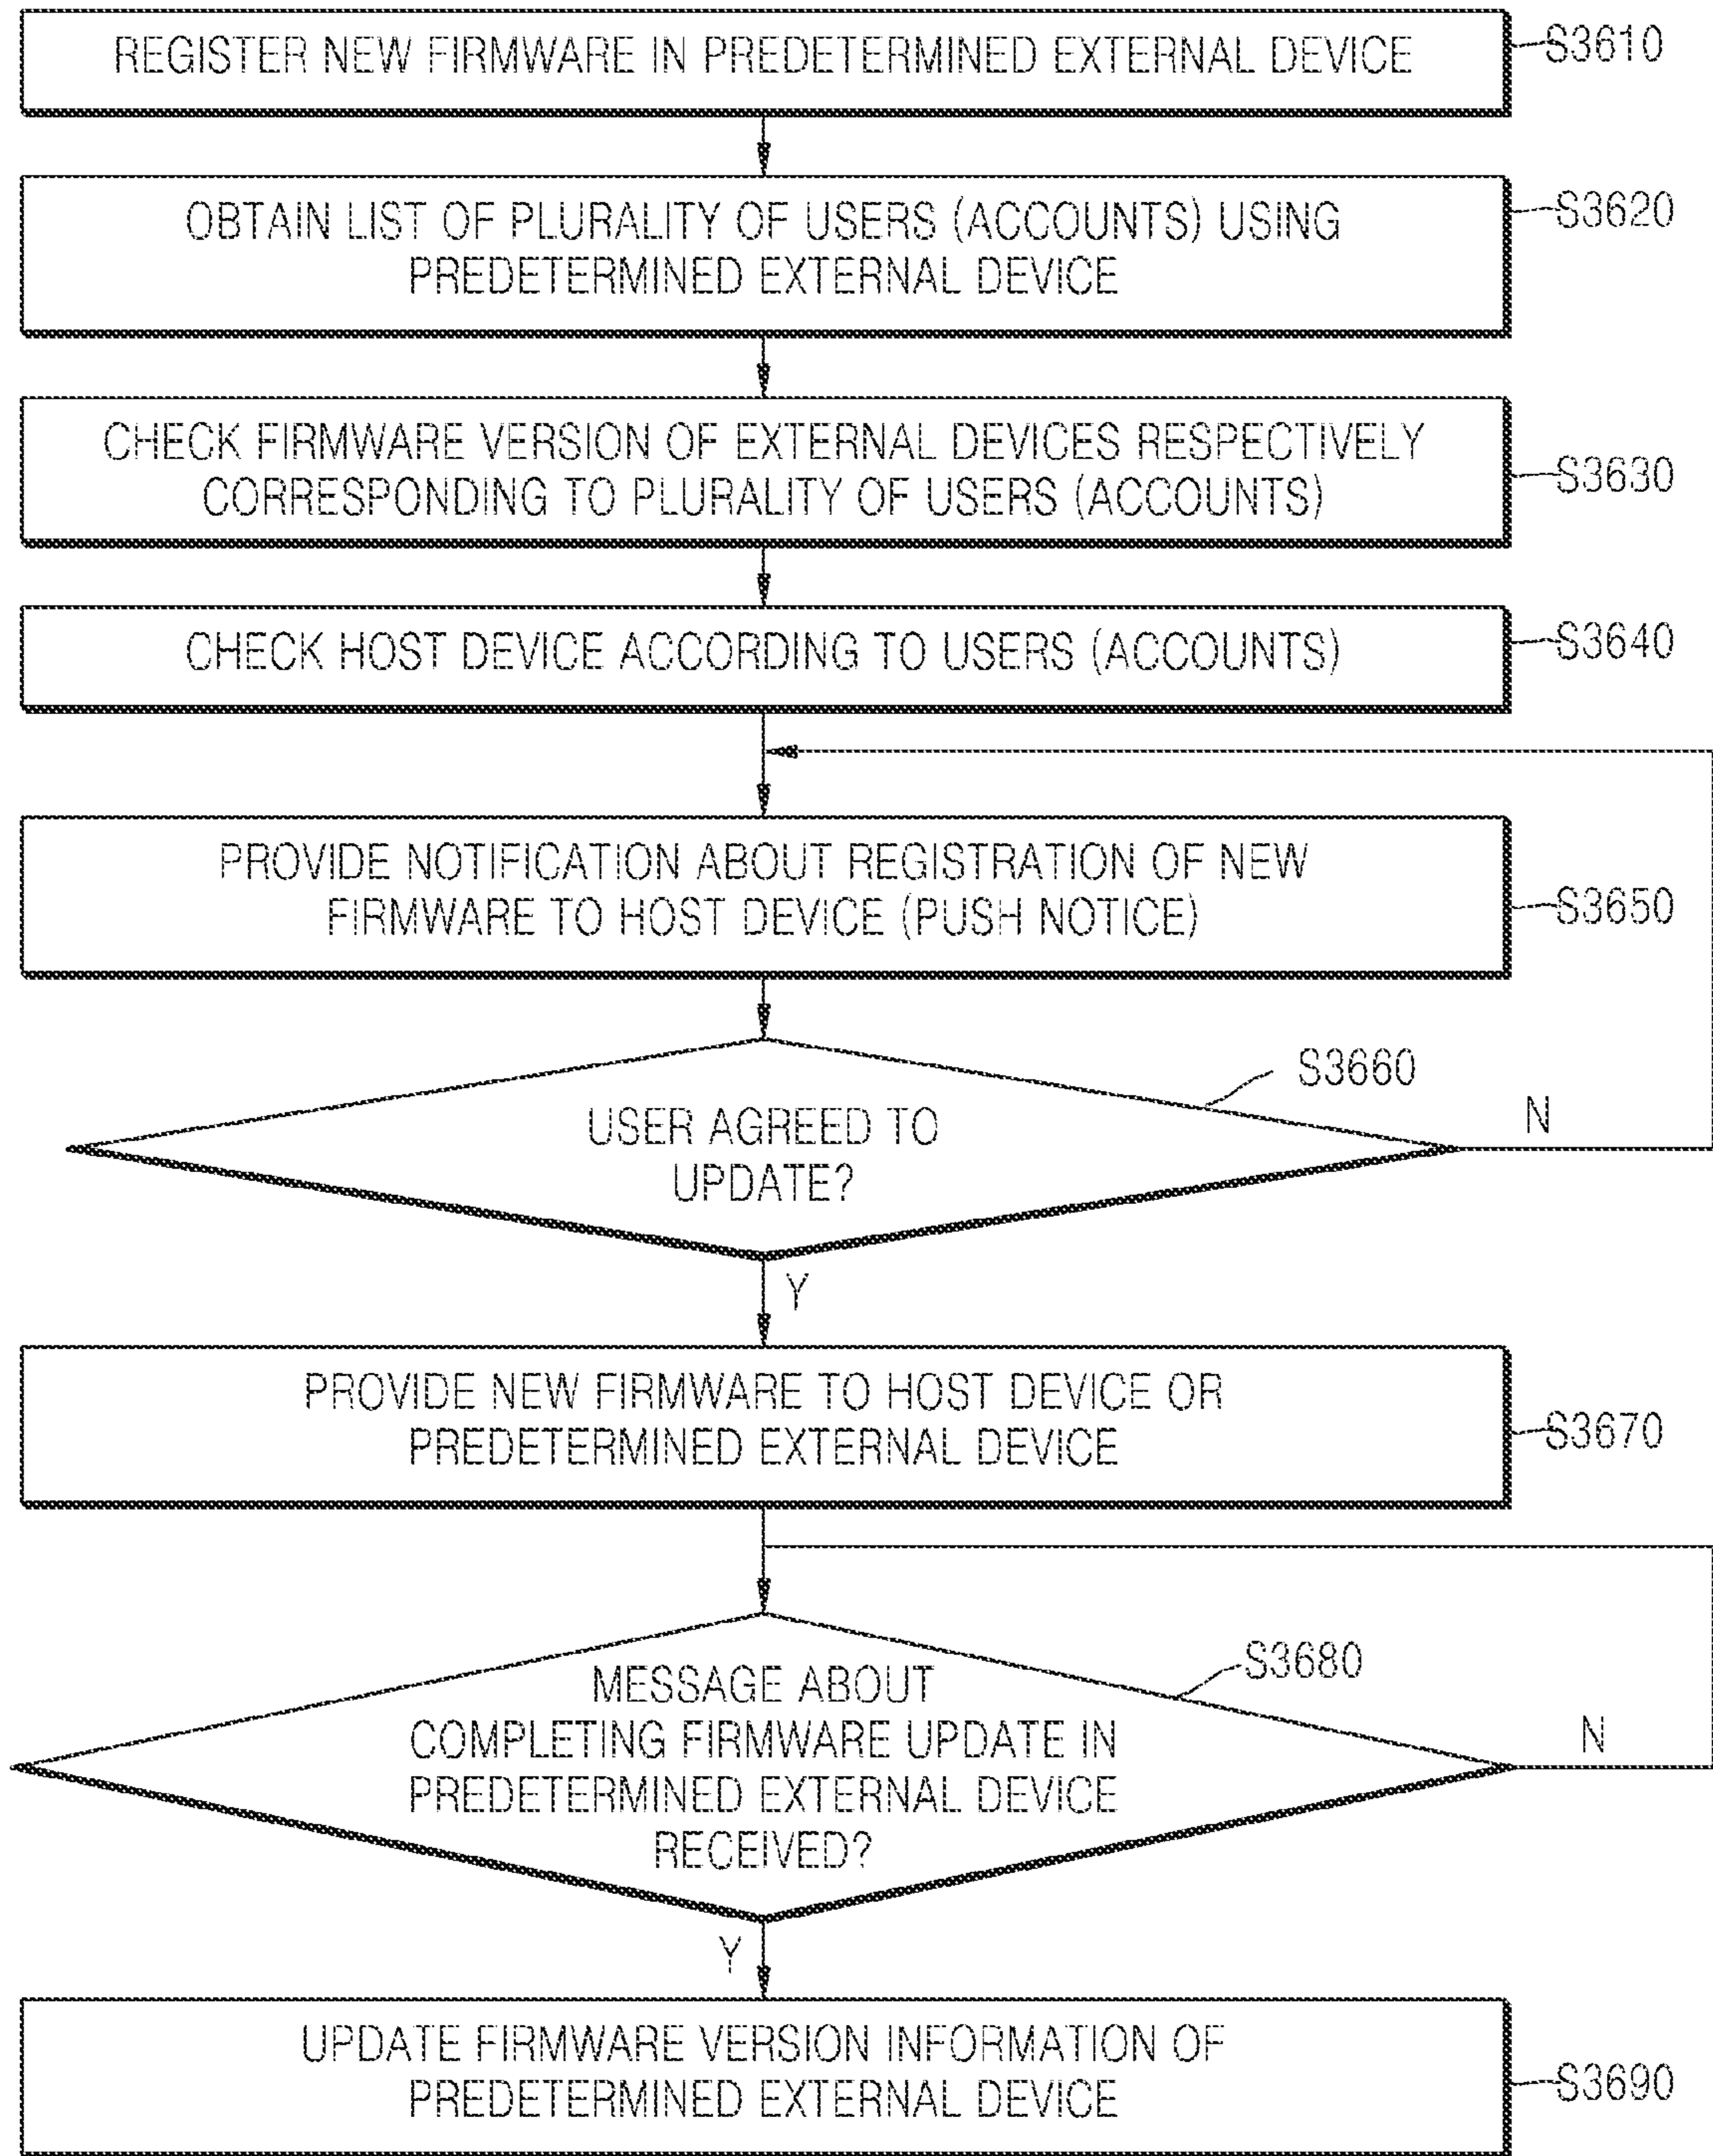 REGISTER NEW FIRMWARE IN PREDETERMINED EXTERNAL DEVICE
S3610
OBTAIN LIST OF PLURALITY OF USERS (ACCOUNTS) USING
PREDETERMINED EXTERNAL DEVICE
S3620
CHECK FIRMWARE VERSION OF EXTERNAL DEVICES RESPECTIVELY
CORRESPONDING TO PLURALITY OF USERS (ACCOUNTS)
S3630
CHECK HOST DEVICE ACCORDING TO USERS (ACCOUNTS)
S3640
PROVIDE NOTIFICATION ABOUT REGISTRATION OF NEW
FIRMWARE TO HOST DEVICE (PUSH NOTICE)
S3650
S3660
USER AGREED TO
UPDATE?
N
Y
PROVIDE NEW FIRMWARE TO HOST DEVICE OR
PREDETERMINED EXTERNAL DEVICE
S3670
S3680
MESSAGE ABOUT
COMPLETING FIRMWARE UPDATE IN
PREDETERMINED EXTERNAL DEVICE
RECEIVED?
N
Y
UPDATE FIRMWARE VERSION INFORMATION OF
PREDETERMINED EXTERNAL DEVICE
S3690